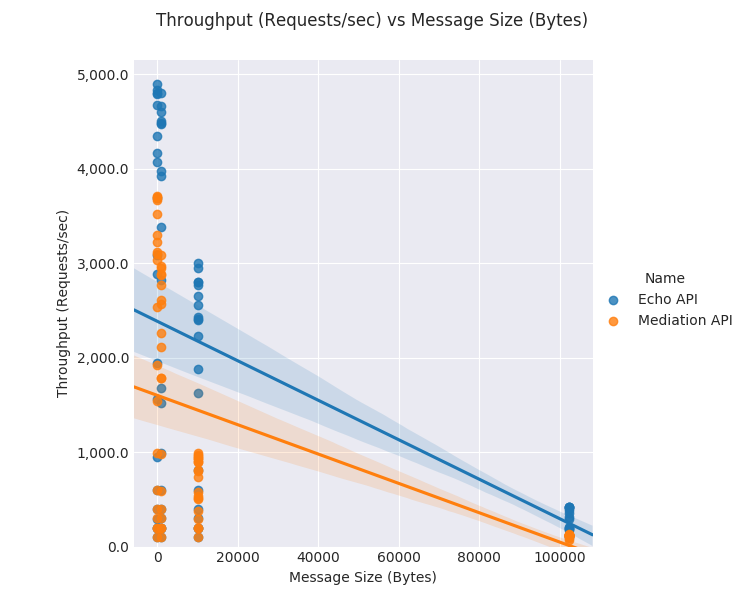 Throughput (Requests/sec) vs Message Size (Bytes)
5,000.0
4,000.0
3,000.0
2,000.0
1,000.0
0.0
Throughput (Requests/sec)
0
20000
40000
60000
80000
100000
Message Size (Bytes)
Name
Echo API
Mediation API